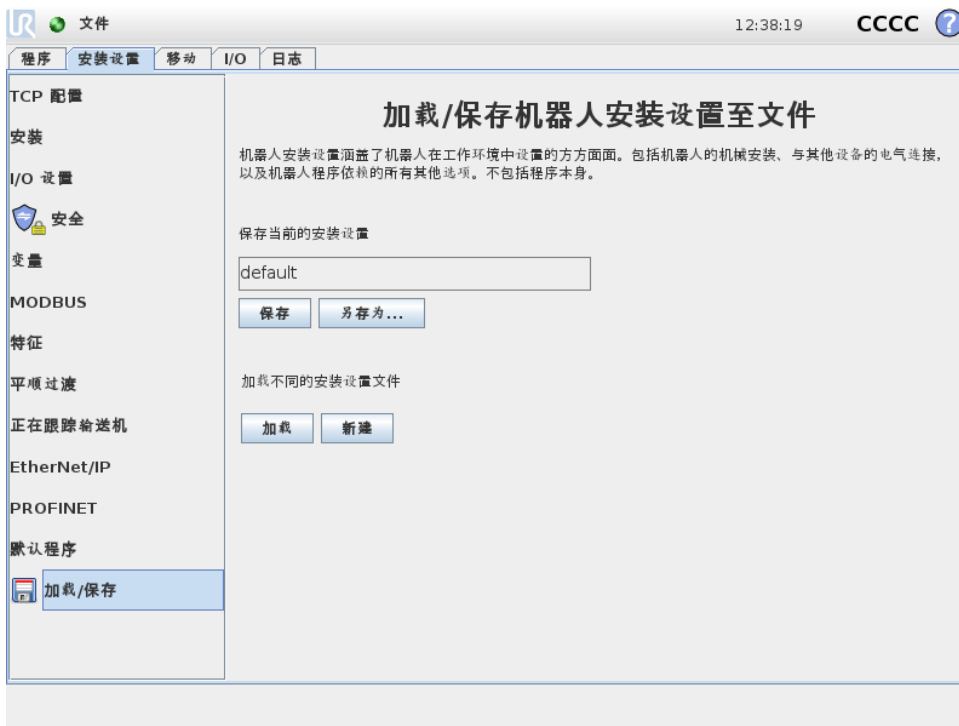 UR 文件 12:38:19 CCCC ?
程序 安装设置 移动 I/O 日志
TCP 配置
安装
I/O 设置
安全
变量
MODBUS
特征
平顺过渡
正在跟踪输送机
EtherNet/IP
PROFINET
默认程序
加载/保存
加载/保存机器人安装设置至文件
机器人安装设置涵盖了机器人在工作环境中设置的方方面面。包括机器人的机械安装、与其他设备的电气连接,
以及机器人程序依赖的所有其他选项。不包括程序本身。
保存当前的安装设置
default
保存 另存为...
加载不同的安装设置文件
加载 新建